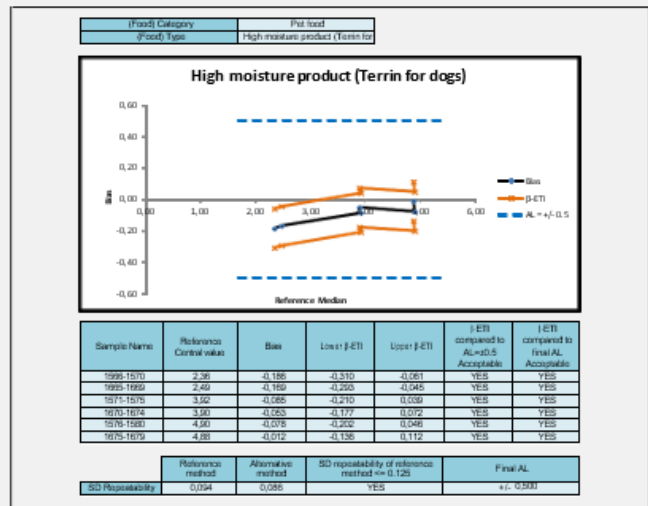 (Food) Category Pet food
(Food) Type High moisture product (Terrin for
High moisture product (Terrin for dogs)
0,60
0,40
0,20
0,00
-0,20
-0,40
-0,60
0,00 1,00 2,00 3,00 5,00 6,00
Bias
Reference Median
Bias
β-ETI
AL = +/- 0.5
Sample Name Reference Central value Bias Lower β-ETI Upper β-ETI β-ETI compared to AL=±0.5 Acceptable β-ETI compared to final AL Acceptable
1566-1570 2,36 -0,186 -0,310 -0,061 YES YES
1665-1669 2,49 -0,169 -0,293 -0,045 YES YES
1571-1575 3,92 -0,085 -0,210 0,039 YES YES
1670-1674 3,90 -0,053 -0,177 0,072 YES YES
1576-1580 4,90 -0,078 -0,202 0,046 YES YES
1675-1679 4,88 -0,012 -0,136 0,112 YES YES
Reference method Alternative method SD repeatability of reference method <= 0.125 Final AL
SD Repeatability 0,094 0,086 YES +/- 0,500